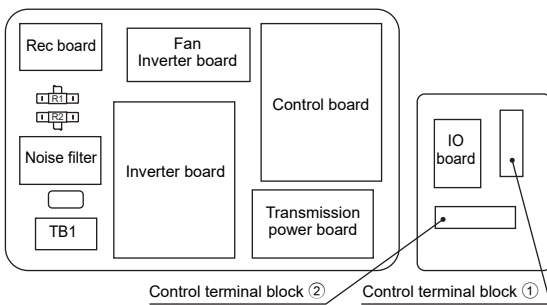 Rec board
Fan
Inverter board
Control board
R1
R2
Noise filter
Inverter board
IO
board
TB1
Transmission
power board
Control terminal block ②
Control terminal block ①